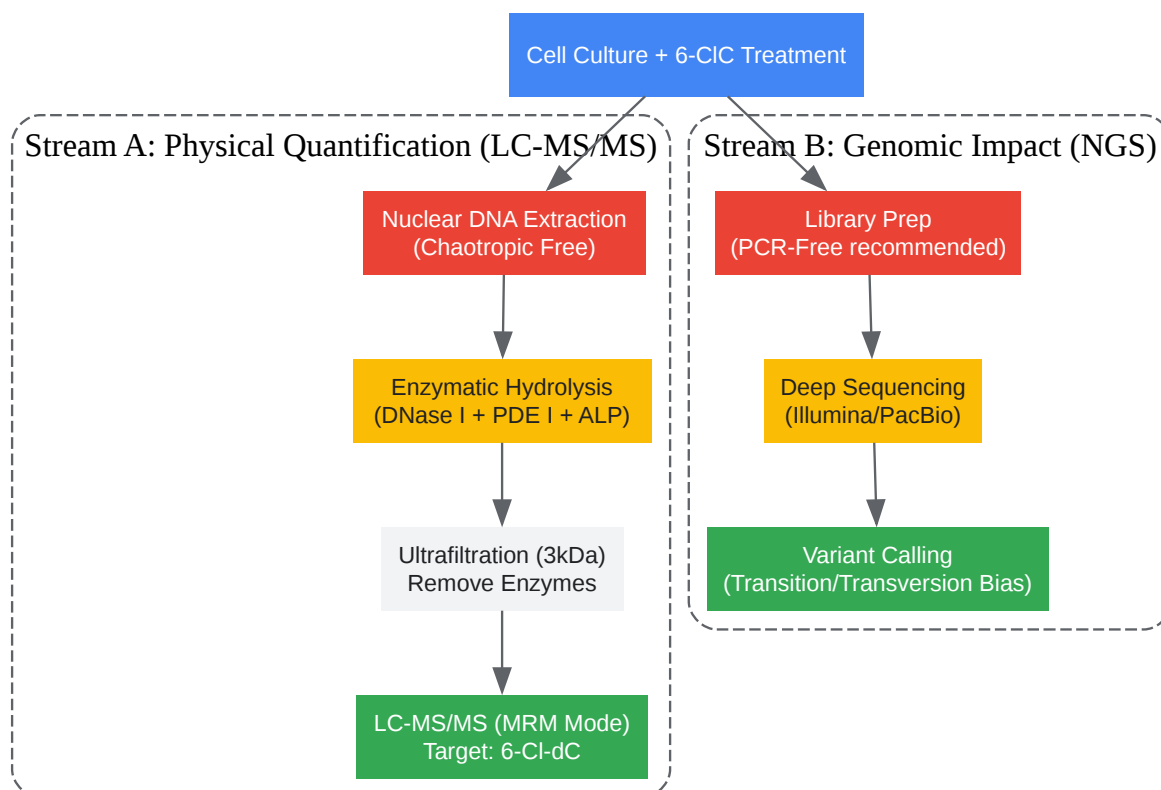 Cell Culture + 6-ClC Treatment
Stream A: Physical Quantification (LC-MS/MS)
Nuclear DNA Extraction
(Chaotropic Free)
Enzymatic Hydrolysis
(DNase I + PDE I + ALP)
Ultrafiltration (3kDa)
Remove Enzymes
LC-MS/MS (MRM Mode)
Target: 6-Cl-dC
Stream B: Genomic Impact (NGS)
Library Prep
(PCR-Free recommended)
Deep Sequencing
(Illumina/PacBio)
Variant Calling
(Transition/Transversion Bias)